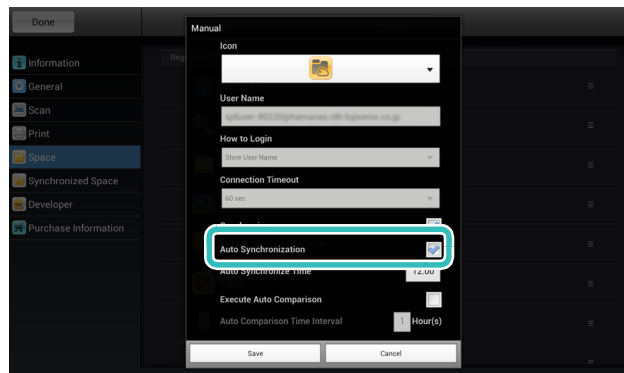 Done
Manual
Icon
Information
General
User Name
Scan
How to Login
Print
Store User Name
Space
Connection Timeout
Synchronized Space
60 sec
Developer
Purchase Information
Auto Synchronization
Auto Synchronize Time
12:00
Execute Auto Comparison
Auto Comparison Time Interval
1 Hour(s)
Save
Cancel